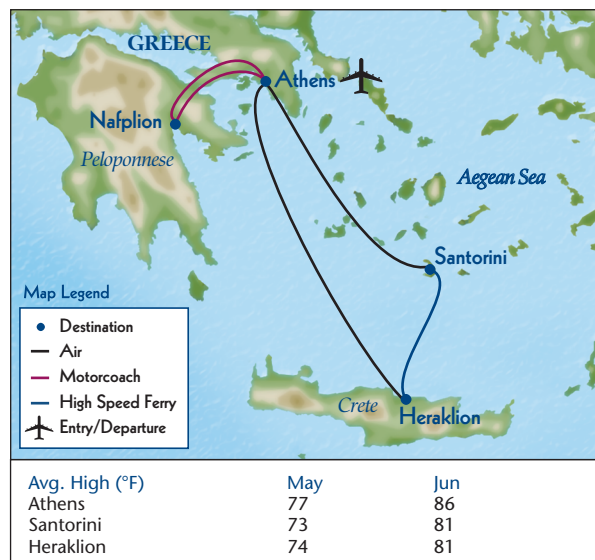 GREECE
Athens
Nafplion
Peloponnese
Aegean Sea
Santorini
Map Legend
Destination
Air
Motorcoach
High Speed Ferry
Entry/Departure
Crete
Heraklion
Avg. High (°F) May Jun
Athens 77 86
Santorini 73 81
Heraklion 74 81